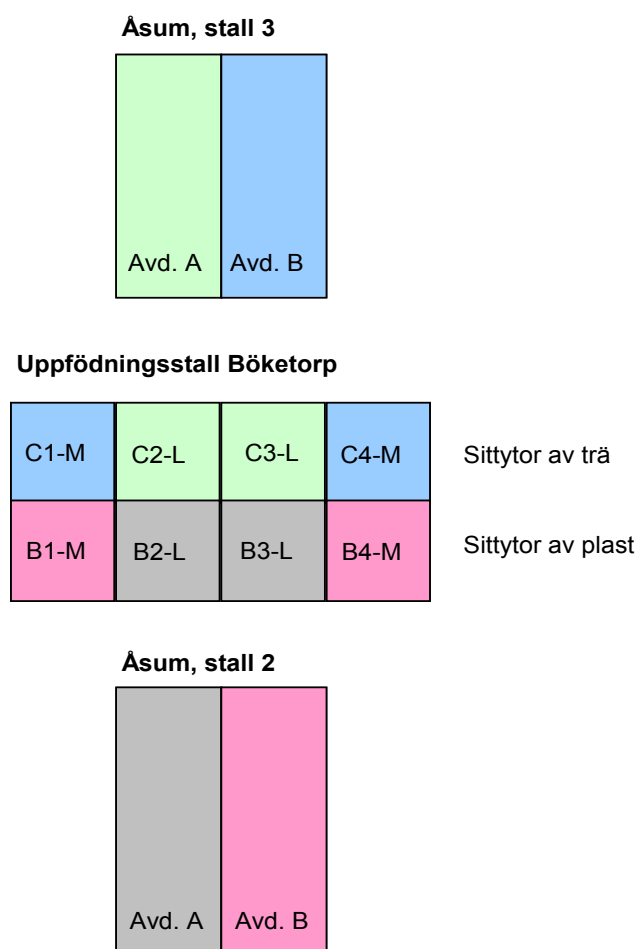 Åsum, stall 3
Avd. A Avd. B
Uppfödningsstall Böketorp
C1-M C2-L C3-L C4-M Sittytor av trä
B1-M B2-L B3-L B4-M Sittytor av plast
Åsum, stall 2
Avd. A Avd. B